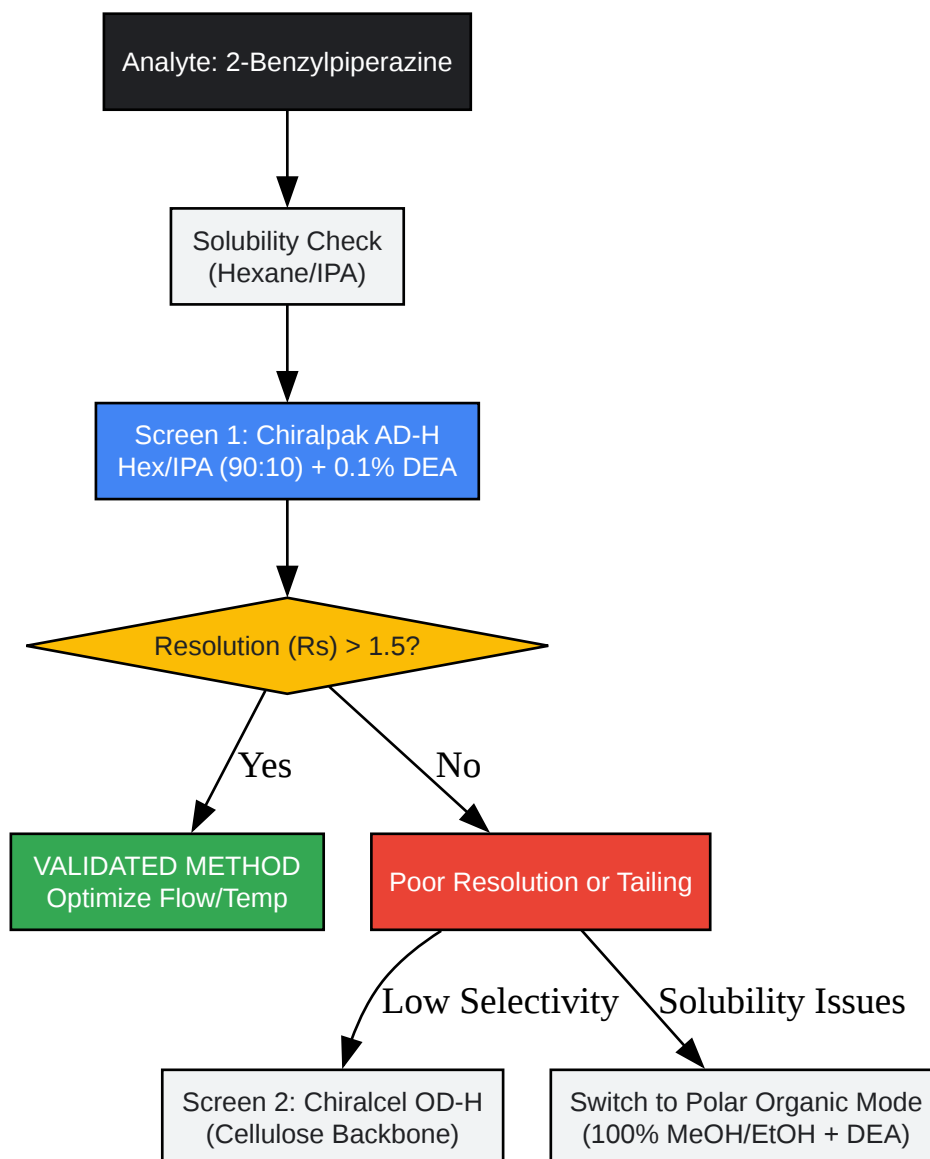 Analyte: 2-Benzylpiperazine
Solubility Check
(Hexane/IPA)
Screen 1: Chiralpak AD-H
Hex/IPA (90:10) + 0.1% DEA
Resolution (Rs) > 1.5?
Yes
No
VALIDATED METHOD
Optimize Flow/Temp
Poor Resolution or Tailing
Low Selectivity
Solubility Issues
Screen 2: Chiralcel OD-H
(Cellulose Backbone)
Switch to Polar Organic Mode
(100% MeOH/EtOH + DEA)